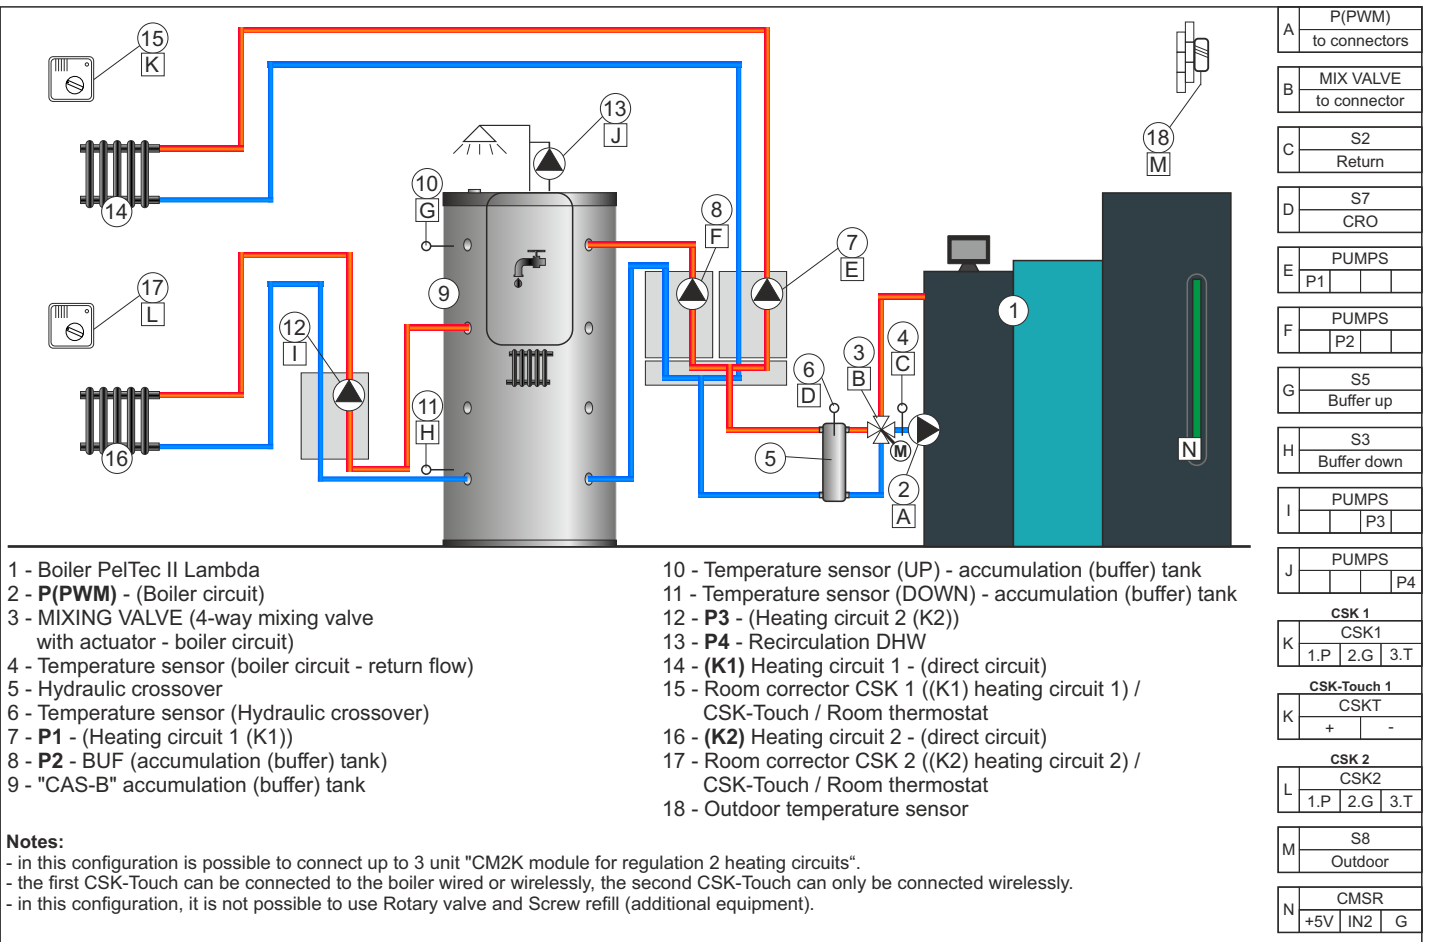 15
K
13
J
18
M
10
G
8
F
7
E
14
17
L
12
I
9
1
4
C
3
B
6
D
11
H
16
5
M
2
A
N
1 - Boiler PelTec II Lambda
2 - P(PWM) - (Boiler circuit)
3 - MIXING VALVE (4-way mixing valve
with actuator - boiler circuit)
4 - Temperature sensor (boiler circuit - return flow)
5 - Hydraulic crossover
6 - Temperature sensor (Hydraulic crossover)
7 - P1 - (Heating circuit 1 (K1))
8 - P2 - BUF (accumulation (buffer) tank)
9 - "CAS-B" accumulation (buffer) tank
10 - Temperature sensor (UP) - accumulation (buffer) tank
11 - Temperature sensor (DOWN) - accumulation (buffer) tank
12 - P3 - (Heating circuit 2 (K2))
13 - P4 - Recirculation DHW
14 - (K1) Heating circuit 1 - (direct circuit)
15 - Room corrector CSK 1 ((K1) heating circuit 1) /
CSK-Touch / Room thermostat
16 - (K2) Heating circuit 2 - (direct circuit)
17 - Room corrector CSK 2 ((K2) heating circuit 2) /
CSK-Touch / Room thermostat
18 - Outdoor temperature sensor
Notes:
- in this configuration is possible to connect up to 3 unit "CM2K module for regulation 2 heating circuits“.
- the first CSK-Touch can be connected to the boiler wired or wirelessly, the second CSK-Touch can only be connected wirelessly.
- in this configuration, it is not possible to use Rotary valve and Screw refill (additional equipment).
A
P(PWM)
to connectors
B
MIX VALVE
to connector
C
S2
Return
D
S7
CRO
E
PUMPS
P1
F
PUMPS
P2
G
S5
Buffer up
H
S3
Buffer down
I
PUMPS
P3
J
PUMPS
P4
CSK 1
K
CSK1
1.P 2.G 3.T
CSK-Touch 1
K
CSKT
+ -
CSK 2
L
CSK2
1.P 2.G 3.T
M
S8
Outdoor
N
CMSR
+5V IN2 G